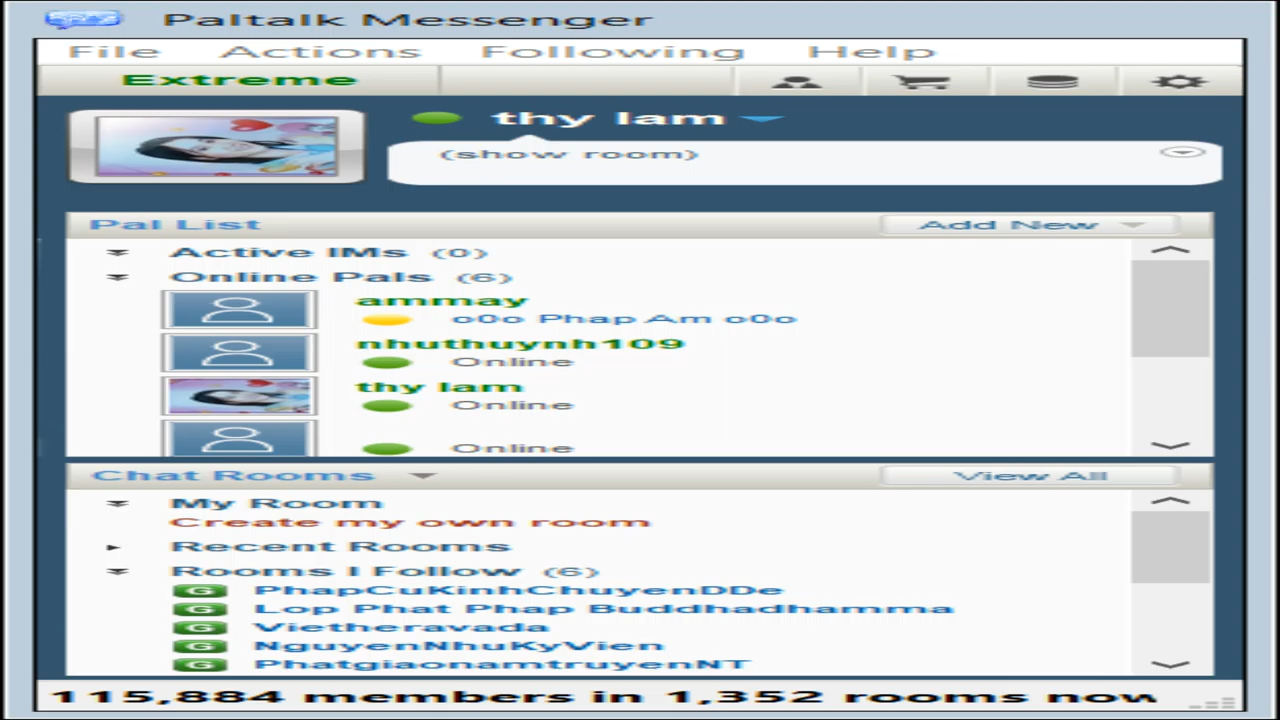 Paltalk Messenger
File Actions Following Help
Extreme
thy lam
(show room)
Pal List Add New
Active IMs (0)
Online Pals (6)
ammay
o0o Phap Am o0o
nhuthuynh109
Online
thy lam
Online
Online
Chat Rooms View All
My Room
Create my own room
Recent Rooms
Rooms I Follow (6)
G PhapCuKinhChuyenDDe
G Lop Phat Phap Buddhadhamma
G Vietheravada
G NguyenNhuKyVien
G PhatgiaonamtruyenNT
115,884 members in 1,352 rooms now